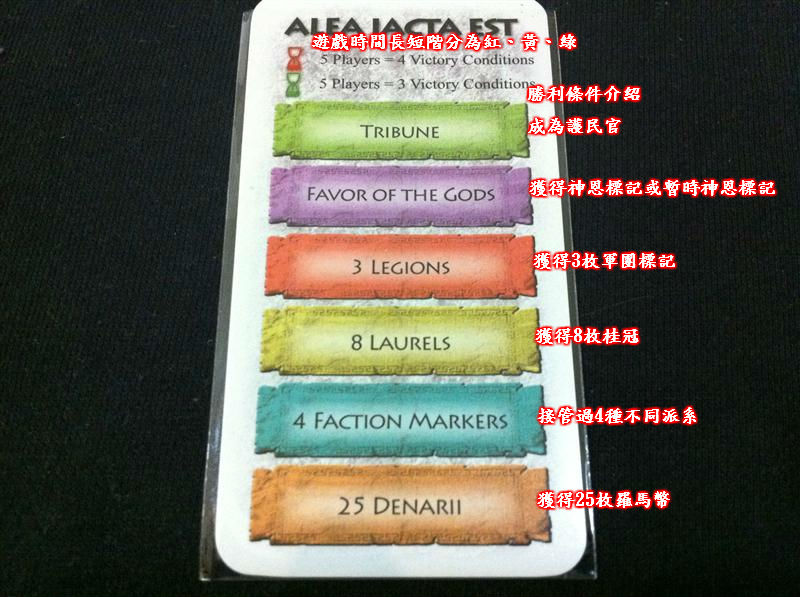 ALEA IACTA EST
遊戲時間長短階分為紅、黃、綠
5 Players = 4 Victory Conditions
5 Players = 3 Victory Conditions
勝利條件介紹
TRIBUNE
成為護民官
FAVOR OF THE GODS
獲得神恩標記或暫時神恩標記
3 LEGIONS
獲得3枚軍團標記
8 LAURELS
獲得8枚桂冠
4 FACTION MARKERS
接管過4種不同派系
25 DENARII
獲得25枚羅馬幣